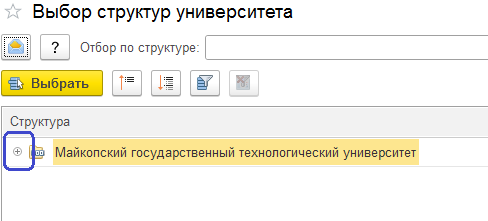 Выбор структур университета
? Отбор по структуре:
Выбрать
Структура
Майкопский государственный технологический университет